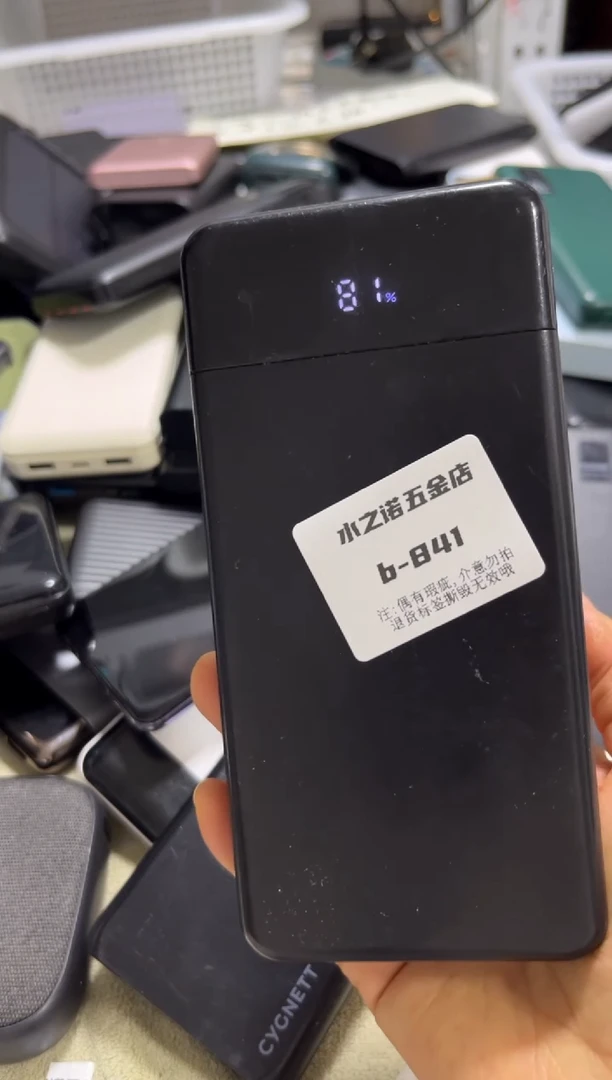 81%
水之诺五金店
b-841
注:偶有瑕疵,介意勿拍
退货标签撕毁无效哦
CYGNETT